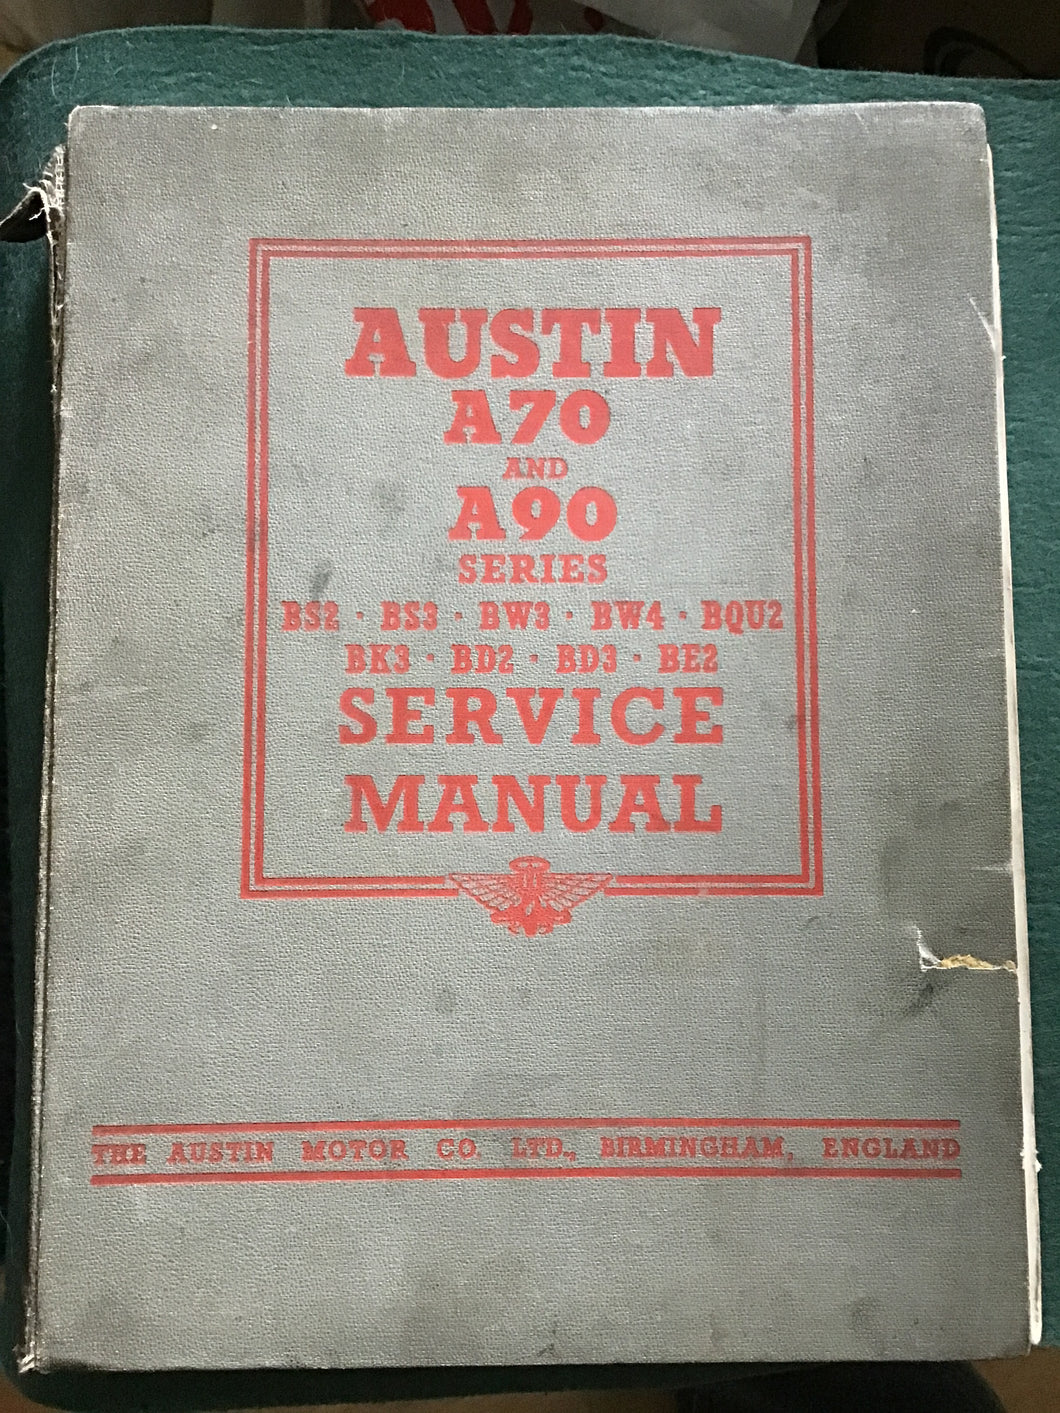 AUSTIN
A70
AND
A90
SERIES
BS2 · BS3 · BW3 · BW4 · BQU2
BK3 · BD2 · BD3 · BE2
SERVICE
MANUAL
THE AUSTIN MOTOR CO. LTD., BIRMINGHAM, ENGLAND